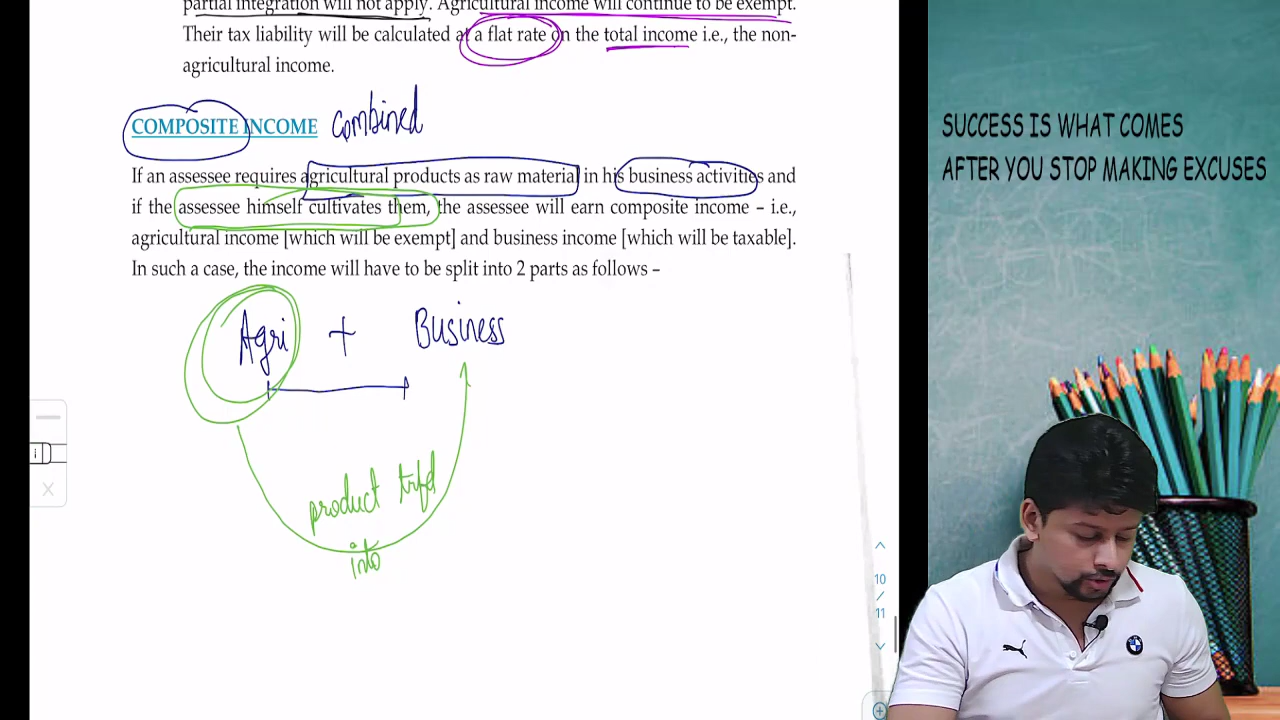 partial integration will not apply. Agricultural income will continue to be exempt.
Their tax liability will be calculated at a flat rate on the total income i.e., the non-
agricultural income.
COMPOSITE INCOME combined
If an assessee requires agricultural products as raw material in his business activities and
if the assessee himself cultivates them, the assessee will earn composite income – i.e.,
agricultural income [which will be exempt] and business income [which will be taxable].
In such a case, the income will have to be split into 2 parts as follows –
Agri + Business
product trfd
into
i
x
10
/
11
SUCCESS IS WHAT COMES
AFTER YOU STOP MAKING EXCUSES